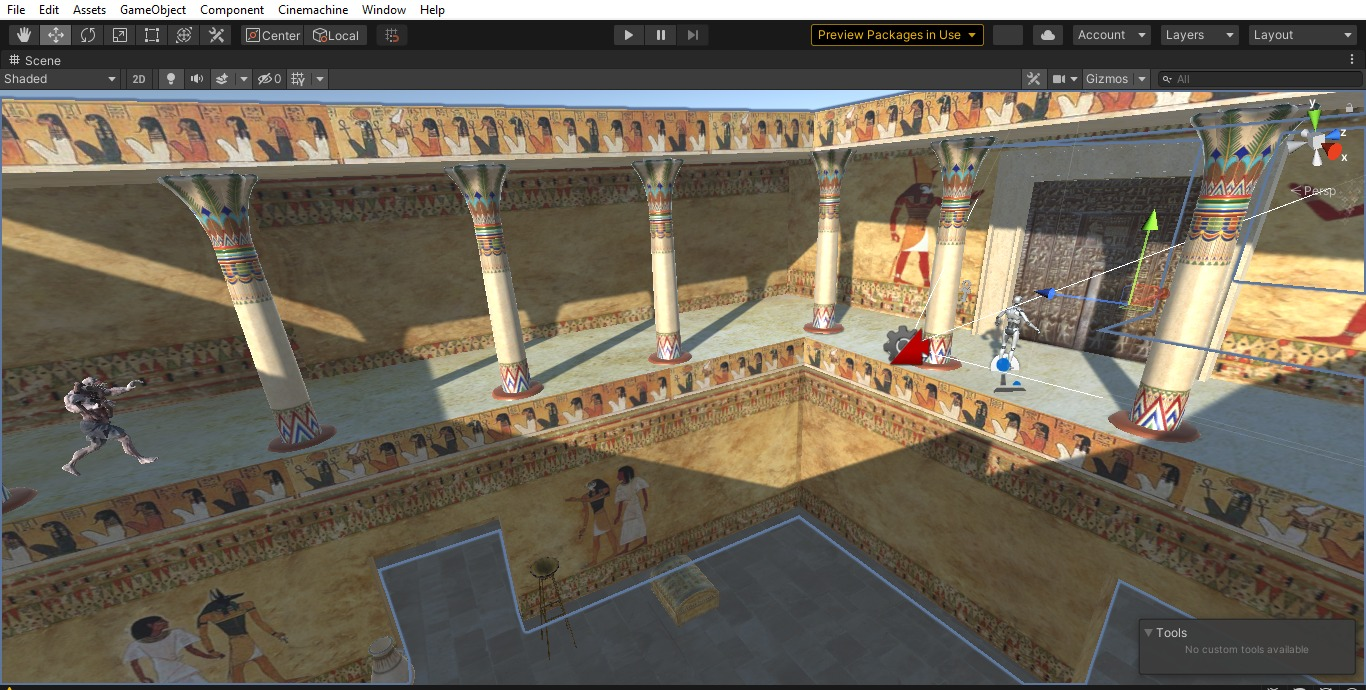 File Edit Assets GameObject Component Cinemachine Window Help
Center Local Preview Packages in Use Account Layers Layout
Scene
Shaded 2D 0 Gizmos All
y
z
x
Persp
Tools
No custom tools available